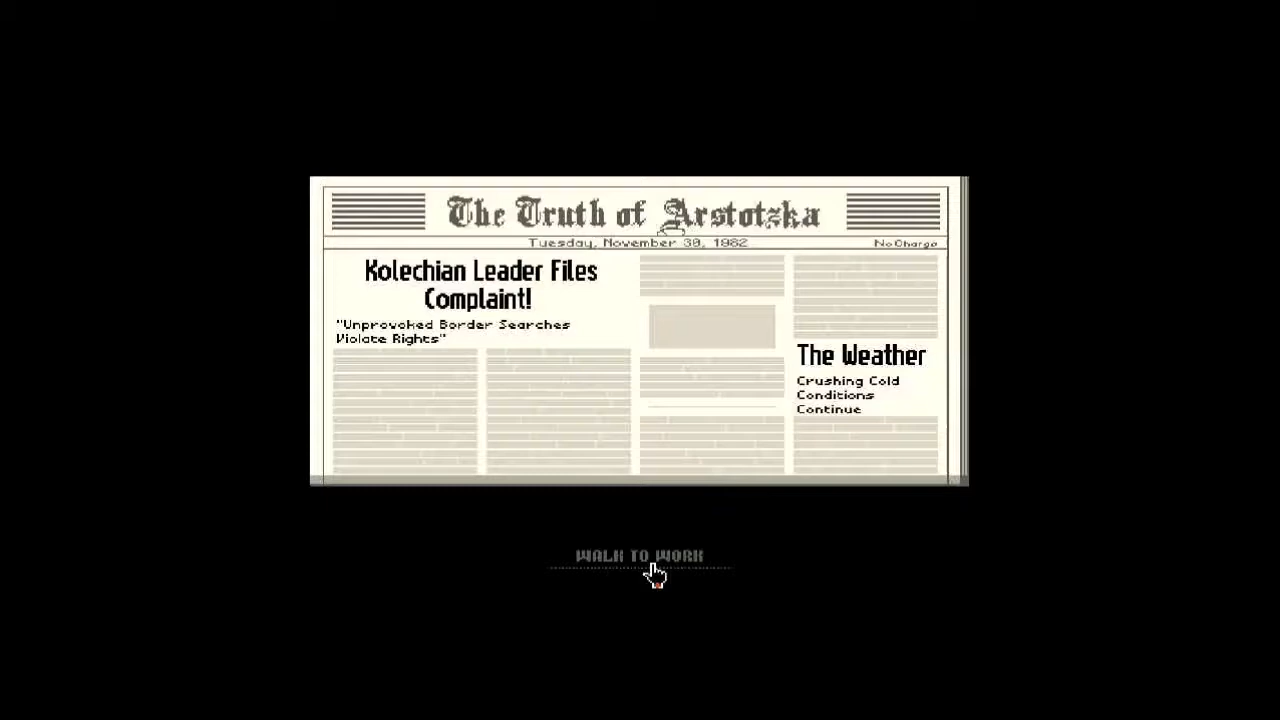 The Truth of Arstotzka
Tuesday, November 30, 1982
No Charge
Kolechian Leader Files
Complaint!
"Unprovoked Border Searches
Violate Rights"
The Weather
Crushing Cold
Conditions
Continue
WALK TO WORK